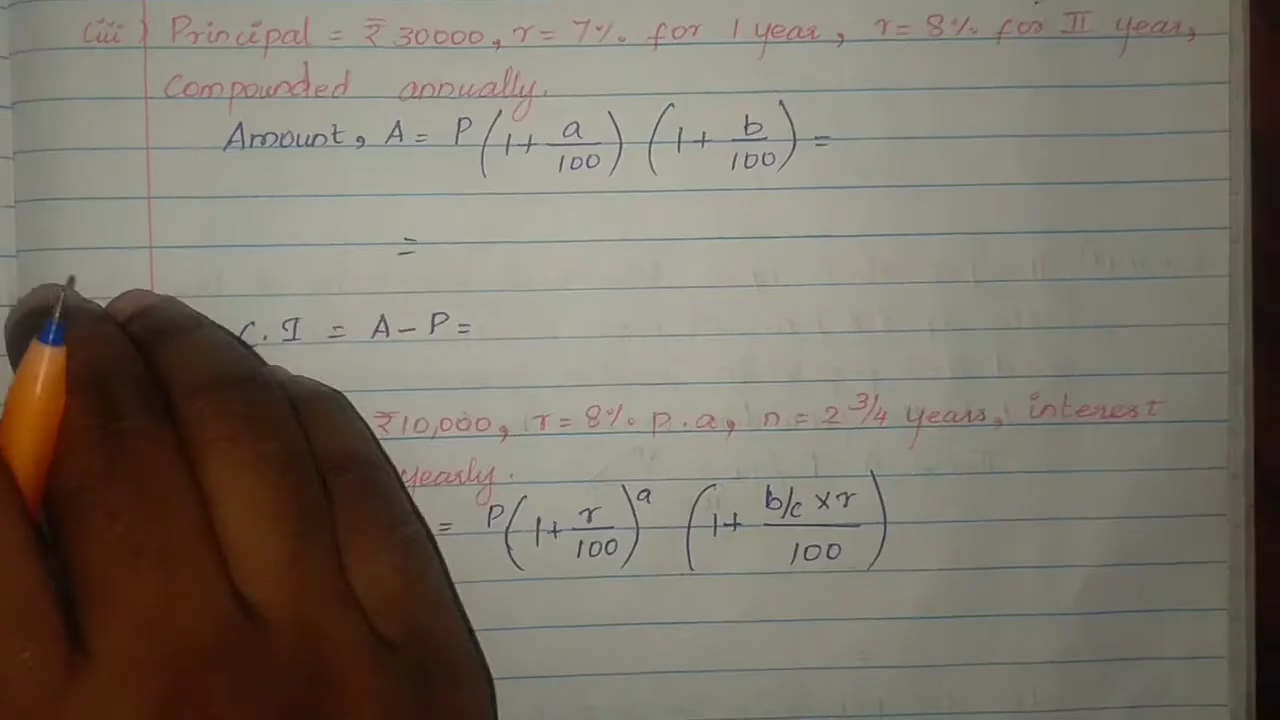 iii) Principal = ₹ 30000, r = 7% for 1 year, r = 8% for II year,
compounded annually.
Amount, A = P(1 + a/100) (1 + b/100) =
=
C.I = A - P =
₹10,000, r = 8% p.a, n = 2 3/4 years, interest
yearly.
= P(1 + r/100)^a (1 + (b/c × r)/100)